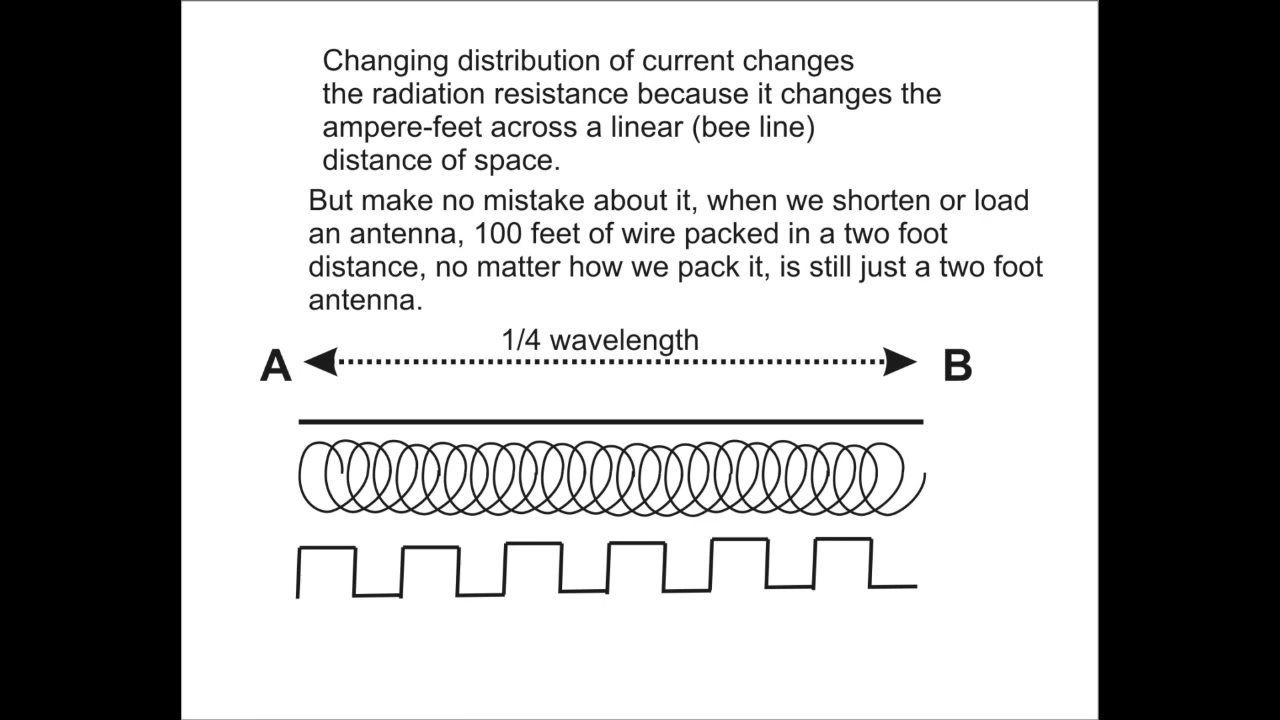 Changing distribution of current changes
the radiation resistance because it changes the
ampere-feet across a linear (bee line)
distance of space.
But make no mistake about it, when we shorten or load
an antenna, 100 feet of wire packed in a two foot
distance, no matter how we pack it, is still just a two foot
antenna.
1/4 wavelength
A B